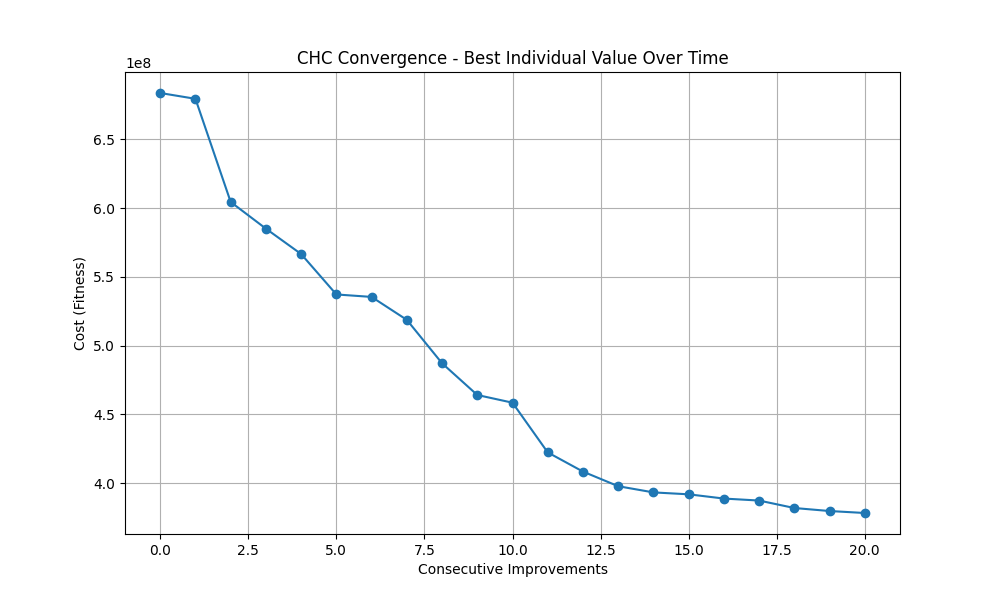 CHC Convergence - Best Individual Value Over Time
1e8
6.5
6.0
5.5
5.0
4.5
4.0
Cost (Fitness)
0.0 2.5 5.0 7.5 10.0 12.5 15.0 17.5 20.0
Consecutive Improvements